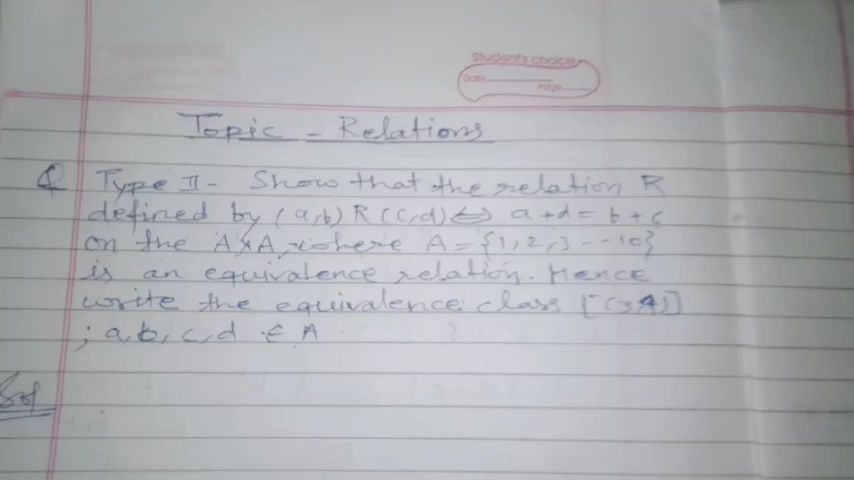 Students choice
Date
Page
Topic - Relations
Q Type II - Show that the relation R
defined by (a,b) R (c,d) ⇔ a+d = b+c
on the A×A, where A = {1,2,3 - - 10}
is an equivalence relation. Hence
write the equivalence class [(3,4)]
; a,b,c,d ∈ A
Sol